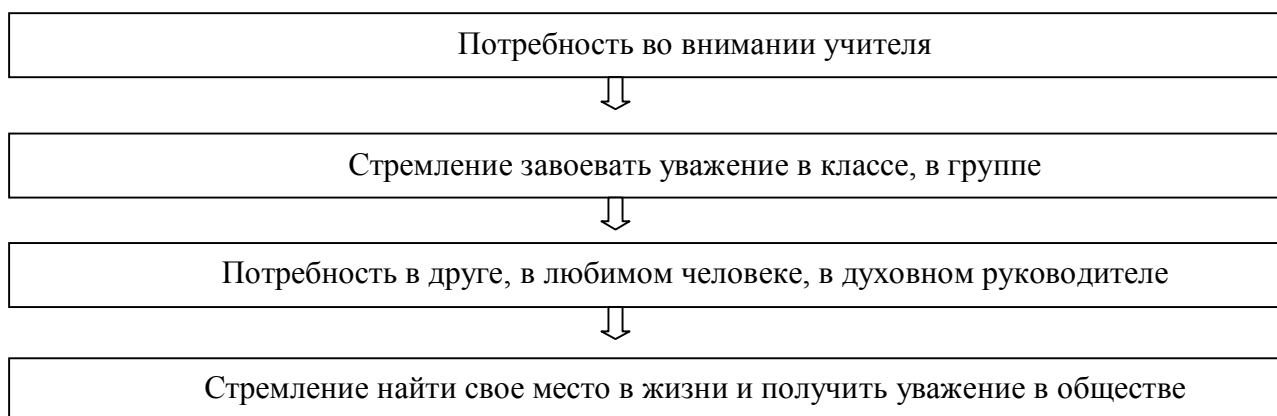 Потребность во внимании учителя
Стремление завоевать уважение в классе, в группе
Потребность в друге, в любимом человеке, в духовном руководителе
Стремление найти свое место в жизни и получить уважение в обществе